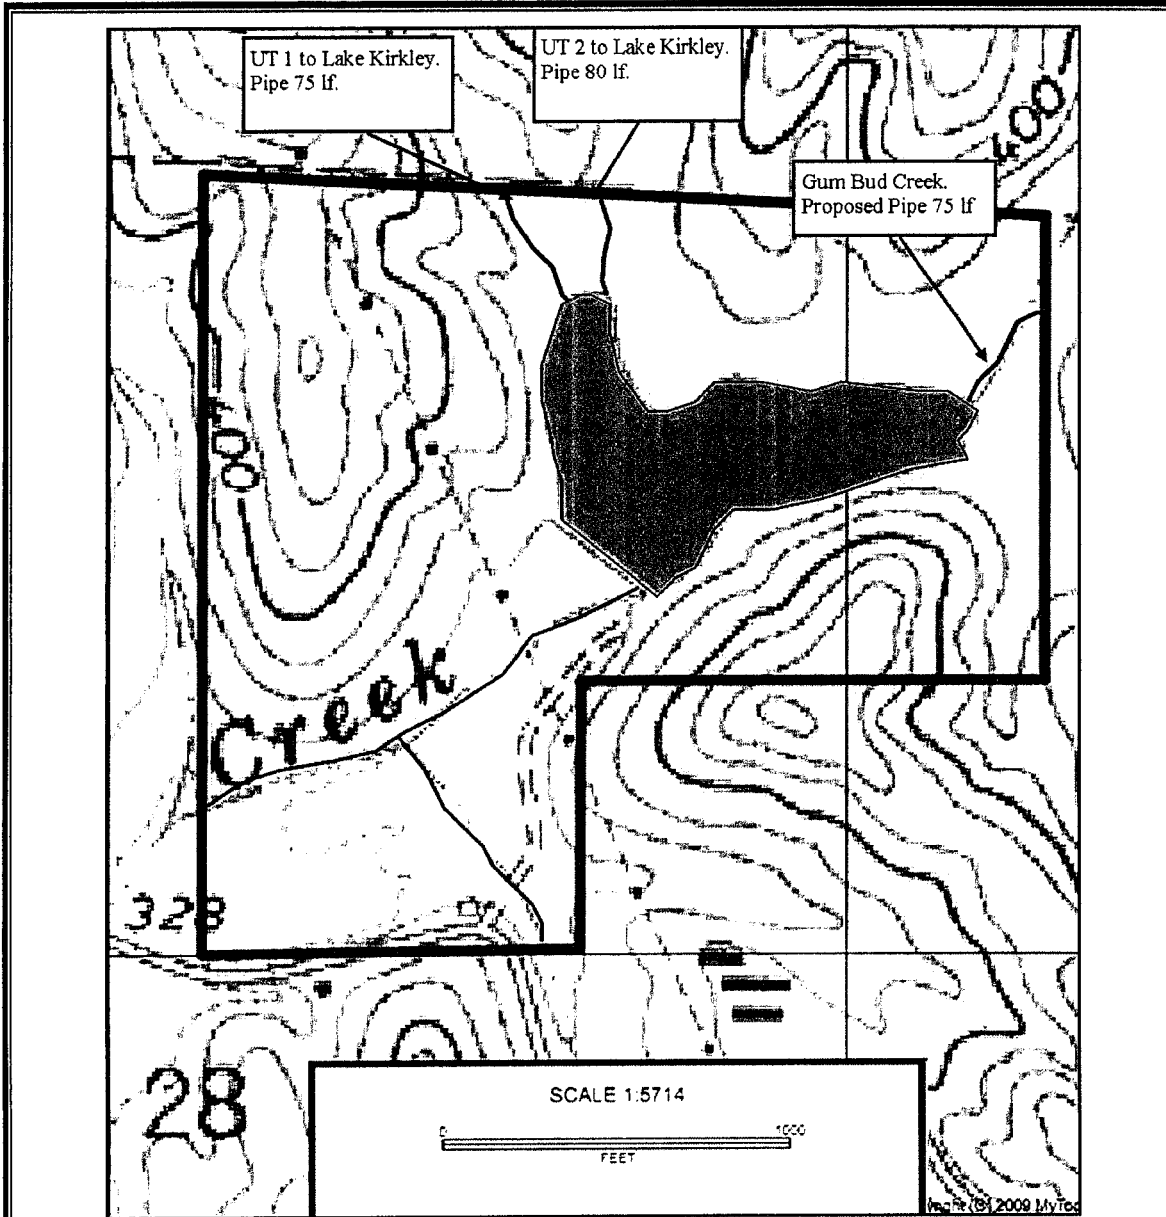 UT 1 to Lake Kirkley.
Pipe 75 lf.
UT 2 to Lake Kirkley.
Pipe 80 lf.
400
Gum Bud Creek.
Proposed Pipe 75 lf
400
Creek
328
28
SCALE 1:5714
0 1000
FEET
(C) 2009 MyTop